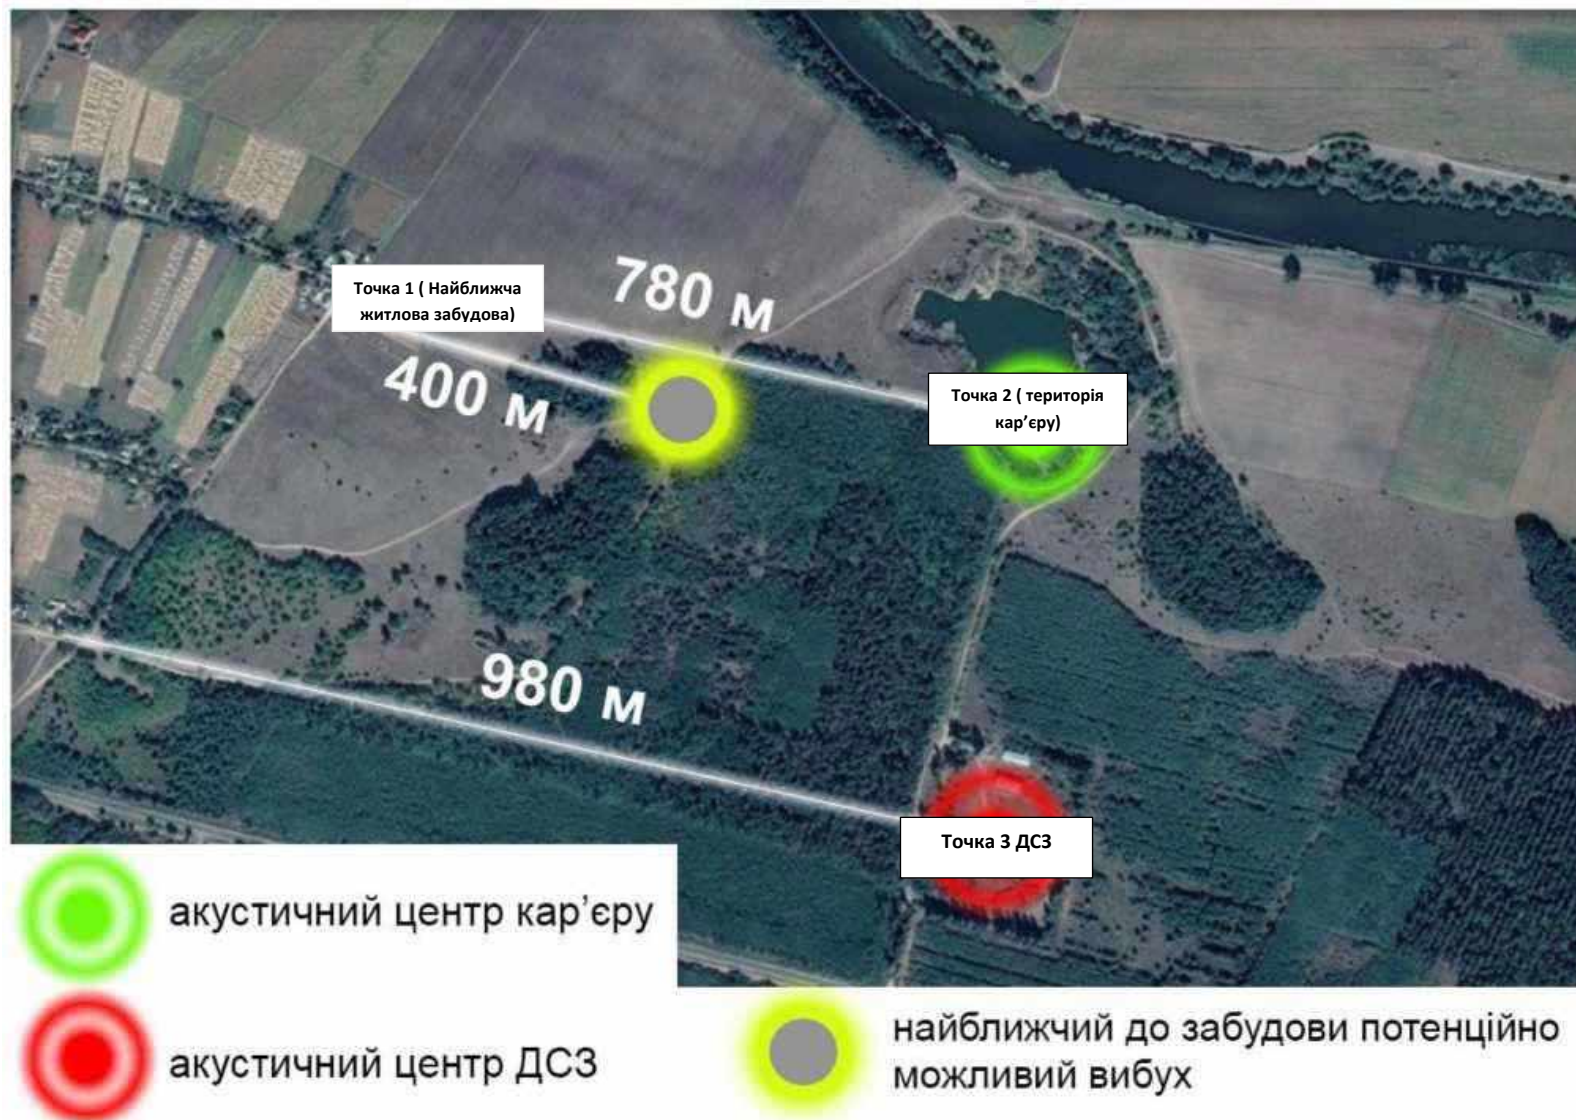 780 м
Точка 1 ( Найближча
житлова забудова)
400 м
Точка 2 ( територія
кар’єру)
980 м
Точка 3 ДСЗ
акустичний центр кар’єру
акустичний центр ДСЗ
найближчий до забудови потенційно
можливий вибух